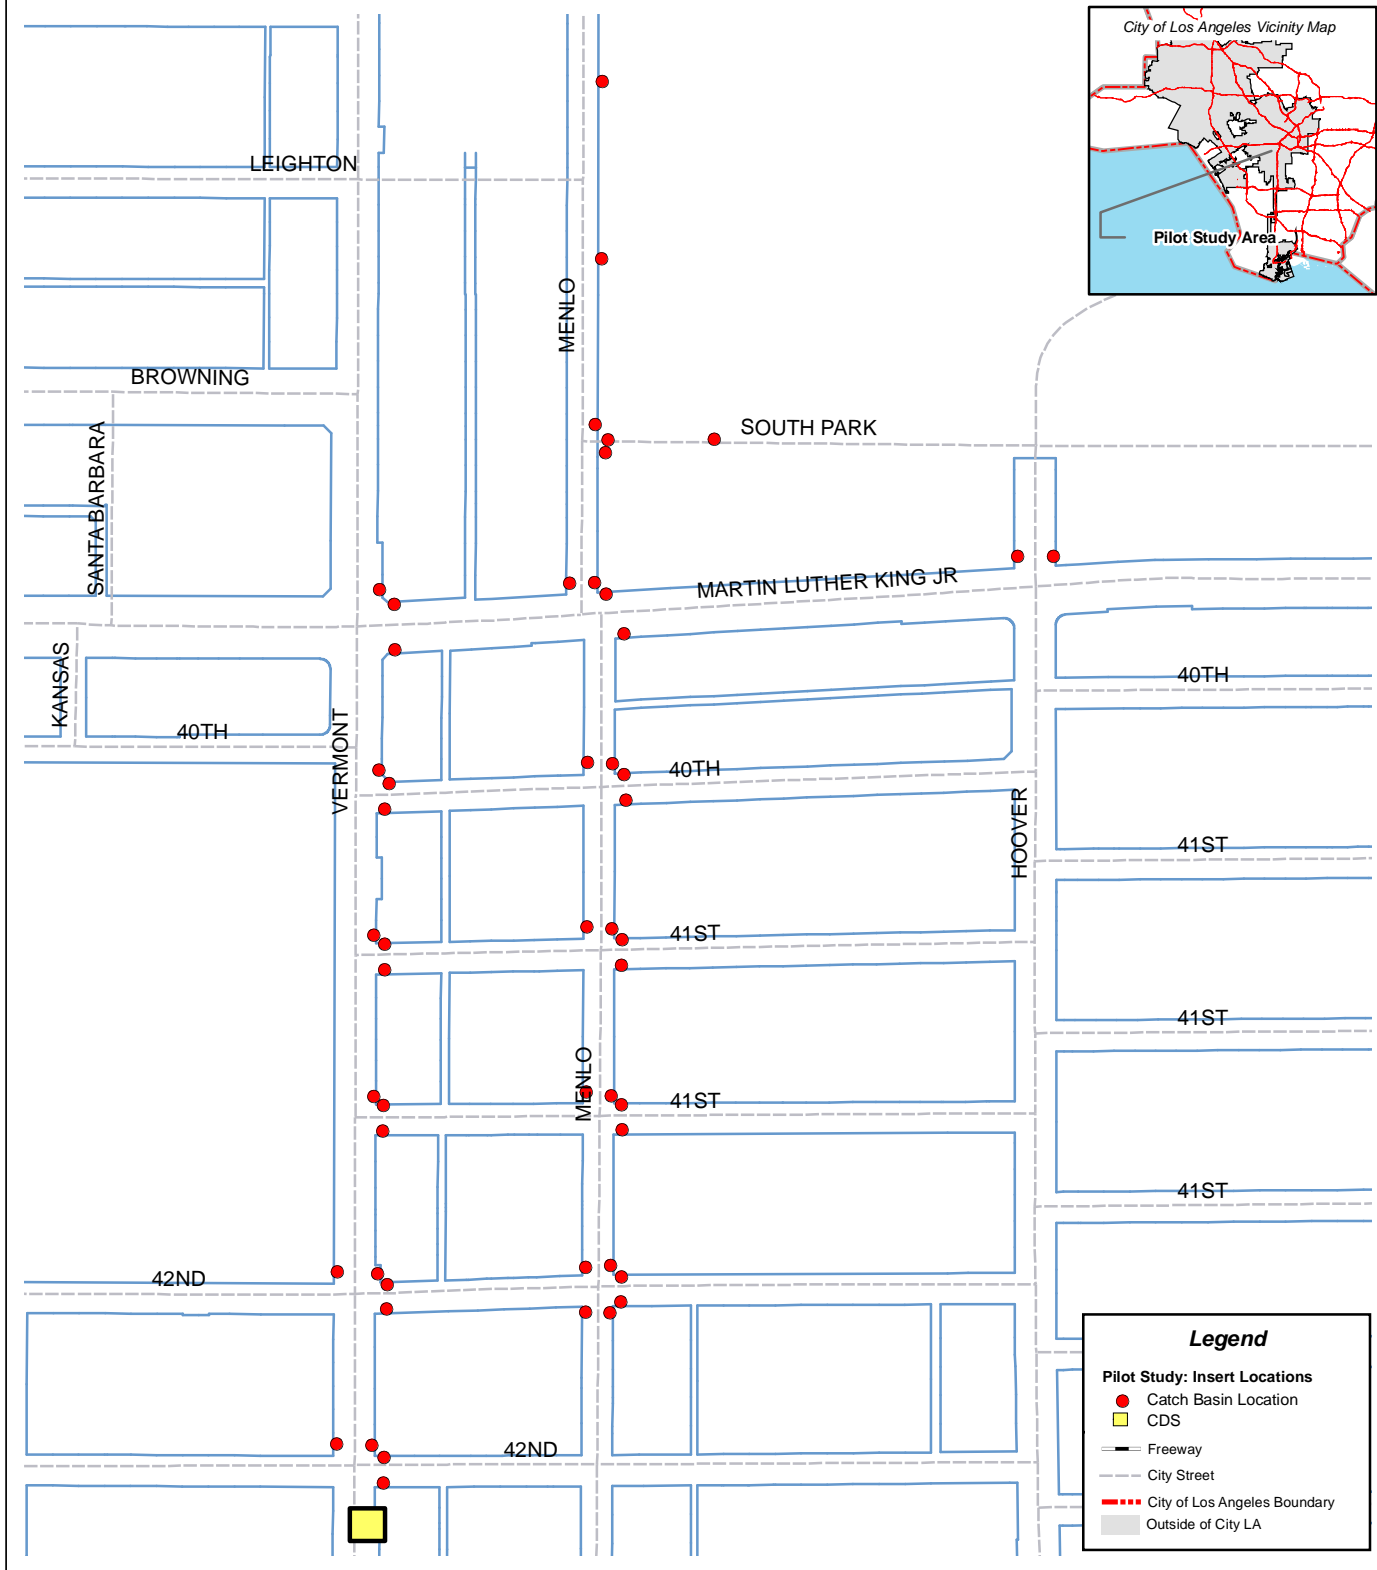 City of Los Angeles Vicinity Map
Pilot Study Area
LEIGHTON
MENLO
BROWNING
SANTA BARBARA
SOUTH PARK
MARTIN LUTHER KING JR
KANSAS
40TH
40TH
VERMONT
40TH
HOOVER
41ST
41ST
41ST
MENLO
41ST
41ST
42ND
42ND
Legend
Pilot Study: Insert Locations
Catch Basin Location
CDS
Freeway
City Street
City of Los Angeles Boundary
Outside of City LA